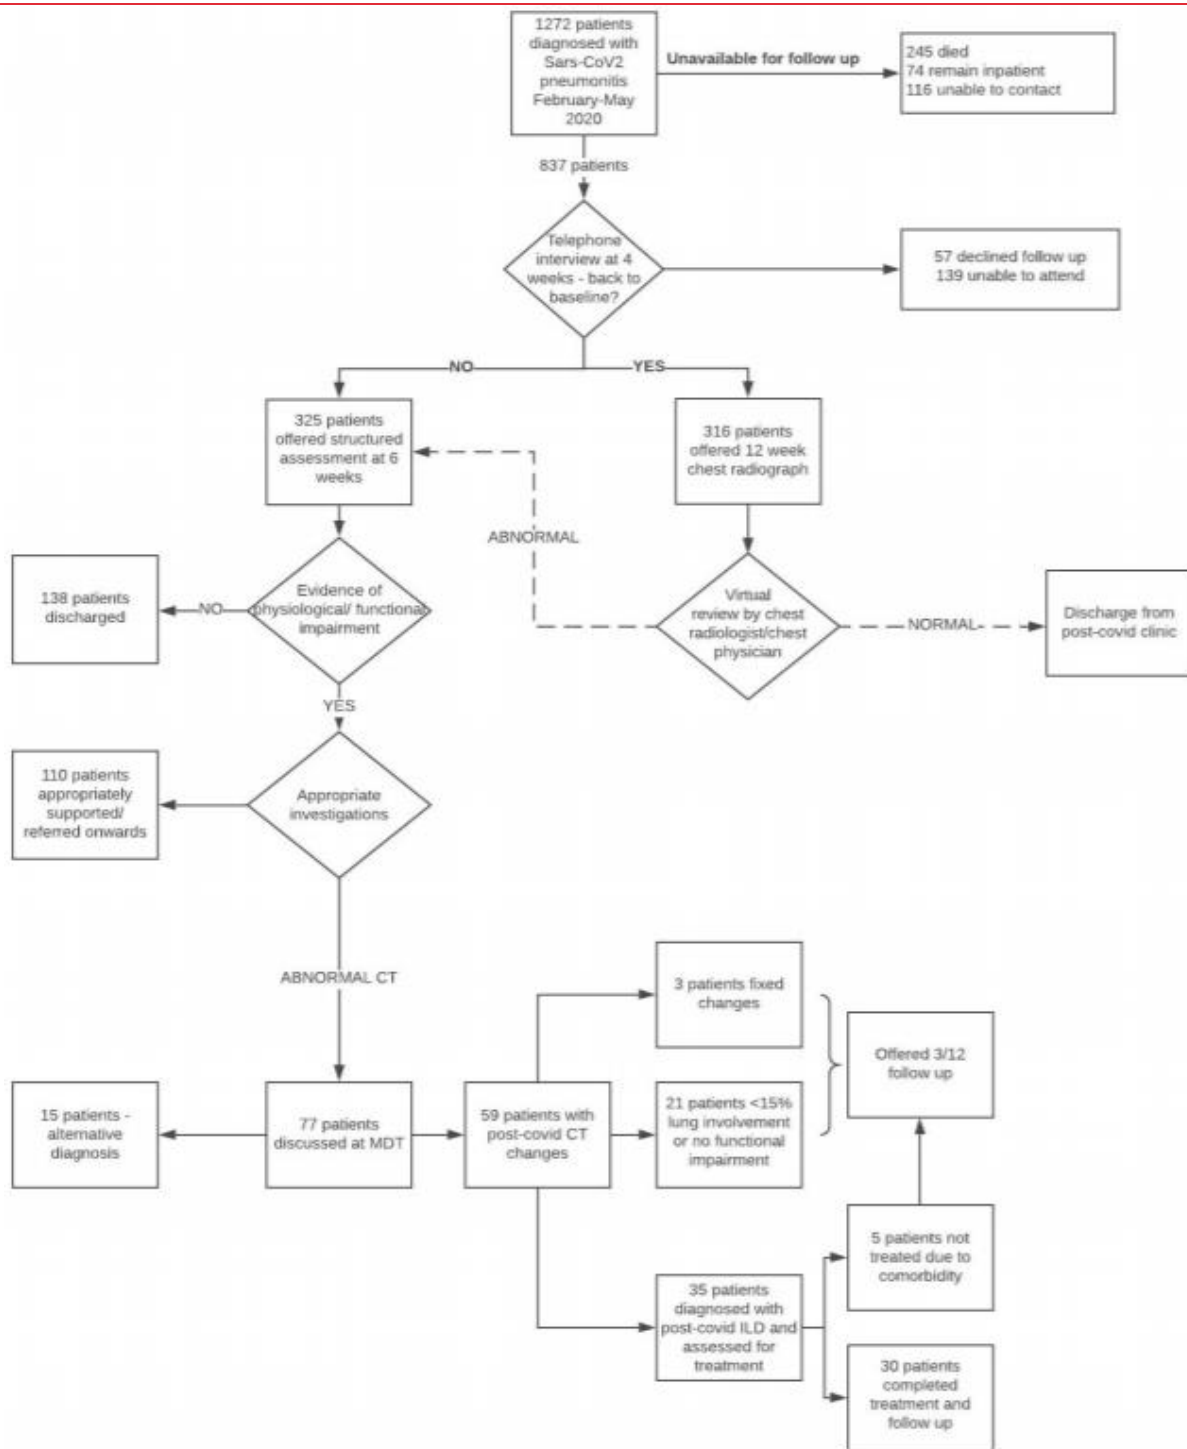 1272 patients
diagnosed with
Sars-CoV2
pneumonitis
February-May
2020
Unavailable for follow up
245 died
74 remain inpatient
116 unable to contact
837 patients
Telephone
interview at 4
weeks - back to
baseline?
57 declined follow up
139 unable to attend
NO
YES
325 patients
offered structured
assessment at 6
weeks
316 patients
offered 12 week
chest radiograph
ABNORMAL
138 patients
discharged
NO
Evidence of
physiological/ functional
impairment
Virtual
review by chest
radiologist/chest
physician
NORMAL
Discharge from
post-covid clinic
YES
110 patients
appropriately
supported/
referred onwards
Appropriate
investigations
ABNORMAL CT
3 patients fixed
changes
Offered 3/12
follow up
15 patients -
alternative
diagnosis
77 patients
discussed at MDT
59 patients with
post-covid CT
changes
21 patients <15%
lung involvement
or no functional
impairment
5 patients not
treated due to
comorbidity
35 patients
diagnosed with
post-covid ILD and
assessed for
treatment
30 patients
completed
treatment and
follow up